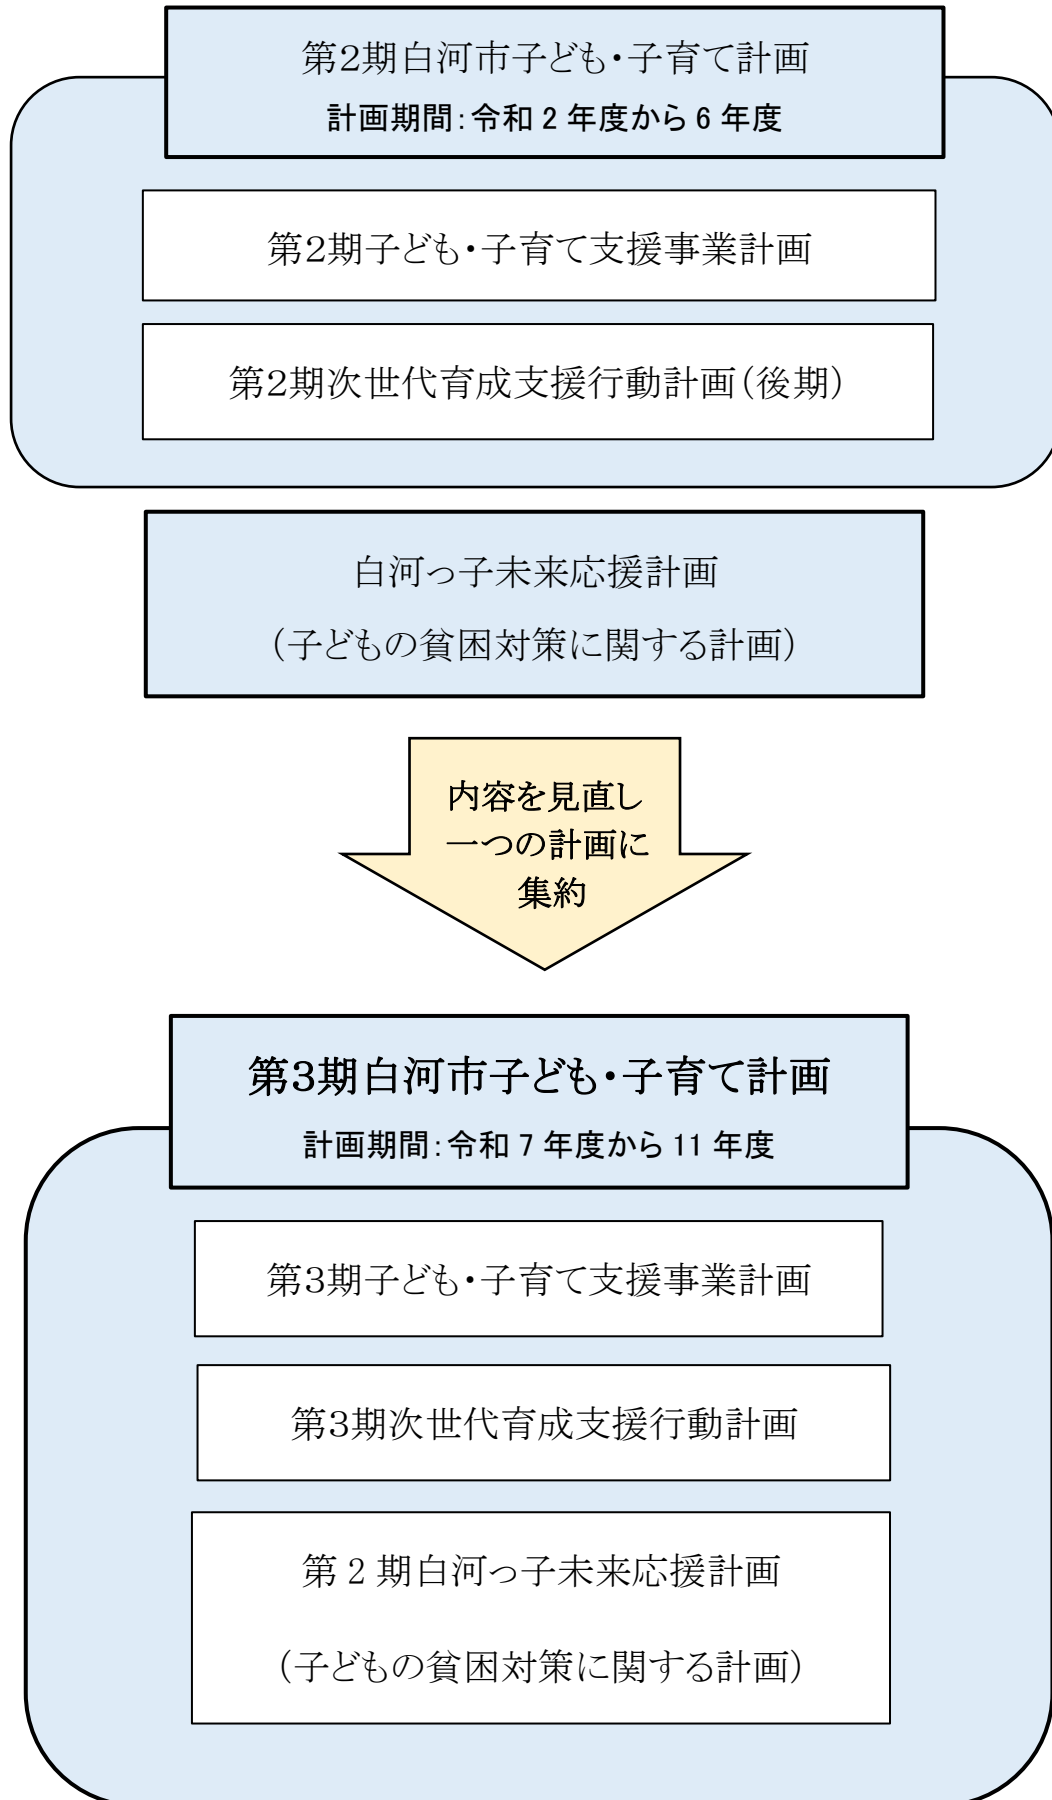 第2期白河市子ども・子育て計画
計画期間：令和 2 年度から 6 年度
第2期子ども・子育て支援事業計画
第2期次世代育成支援行動計画（後期）
白河っ子未来応援計画
（子どもの貧困対策に関する計画）
内容を見直し
一つの計画に
集約
第3期白河市子ども・子育て計画
計画期間：令和 7 年度から 11 年度
第3期子ども・子育て支援事業計画
第3期次世代育成支援行動計画
第 2 期白河っ子未来応援計画
（子どもの貧困対策に関する計画）